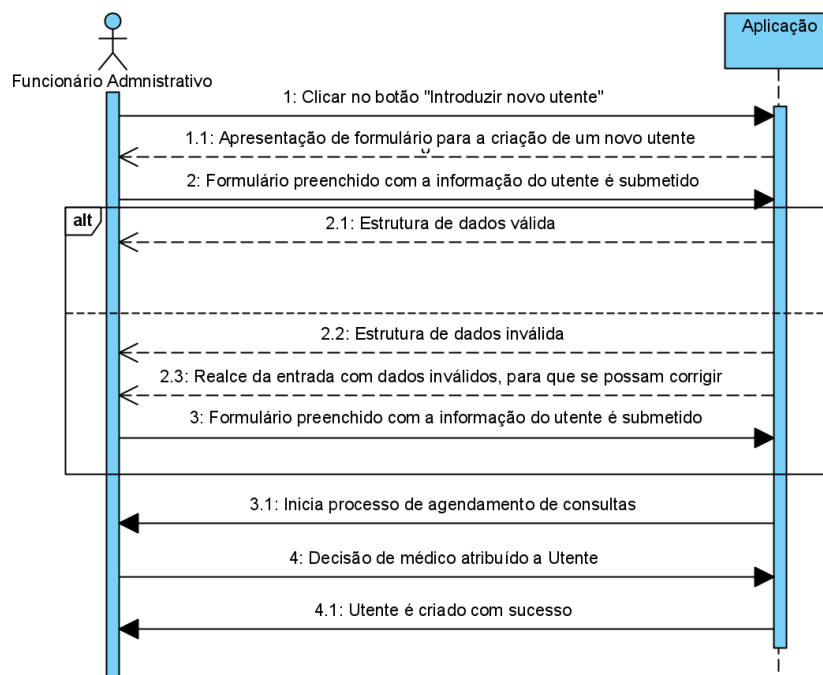 Aplicação
Funcionário Admnistrativo
1: Clicar no botão "Introduzir novo utente"
1.1: Apresentação de formulário para a criação de um novo utente
2: Formulário preenchido com a informação do utente é submetido
alt
2.1: Estrutura de dados válida
2.2: Estrutura de dados inválida
2.3: Realce da entrada com dados inválidos, para que se possam corrigir
3: Formulário preenchido com a informação do utente é submetido
3.1: Inicia processo de agendamento de consultas
4: Decisão de médico atribuído a Utente
4.1: Utente é criado com sucesso